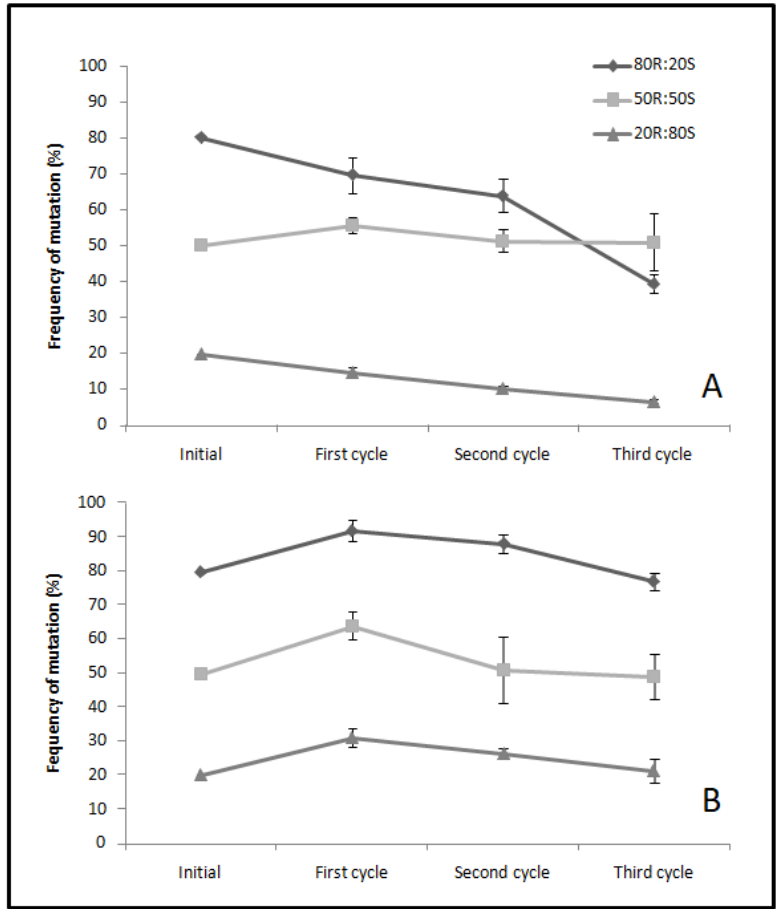 100
90
80
70
60
50
40
30
20
10
0
Frequency of mutation (%)
80R:20S
50R:50S
20R:80S
A
Initial First cycle Second cycle Third cycle
100
90
80
70
60
50
40
30
20
10
0
Fequency of mutation (%)
B
Initial First cycle Second cycle Third cycle